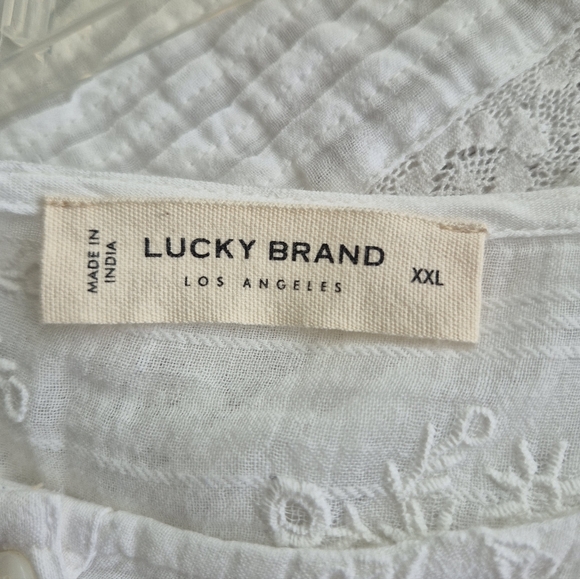 MADE IN
INDIA
LUCKY BRAND
LOS ANGELES
XXL